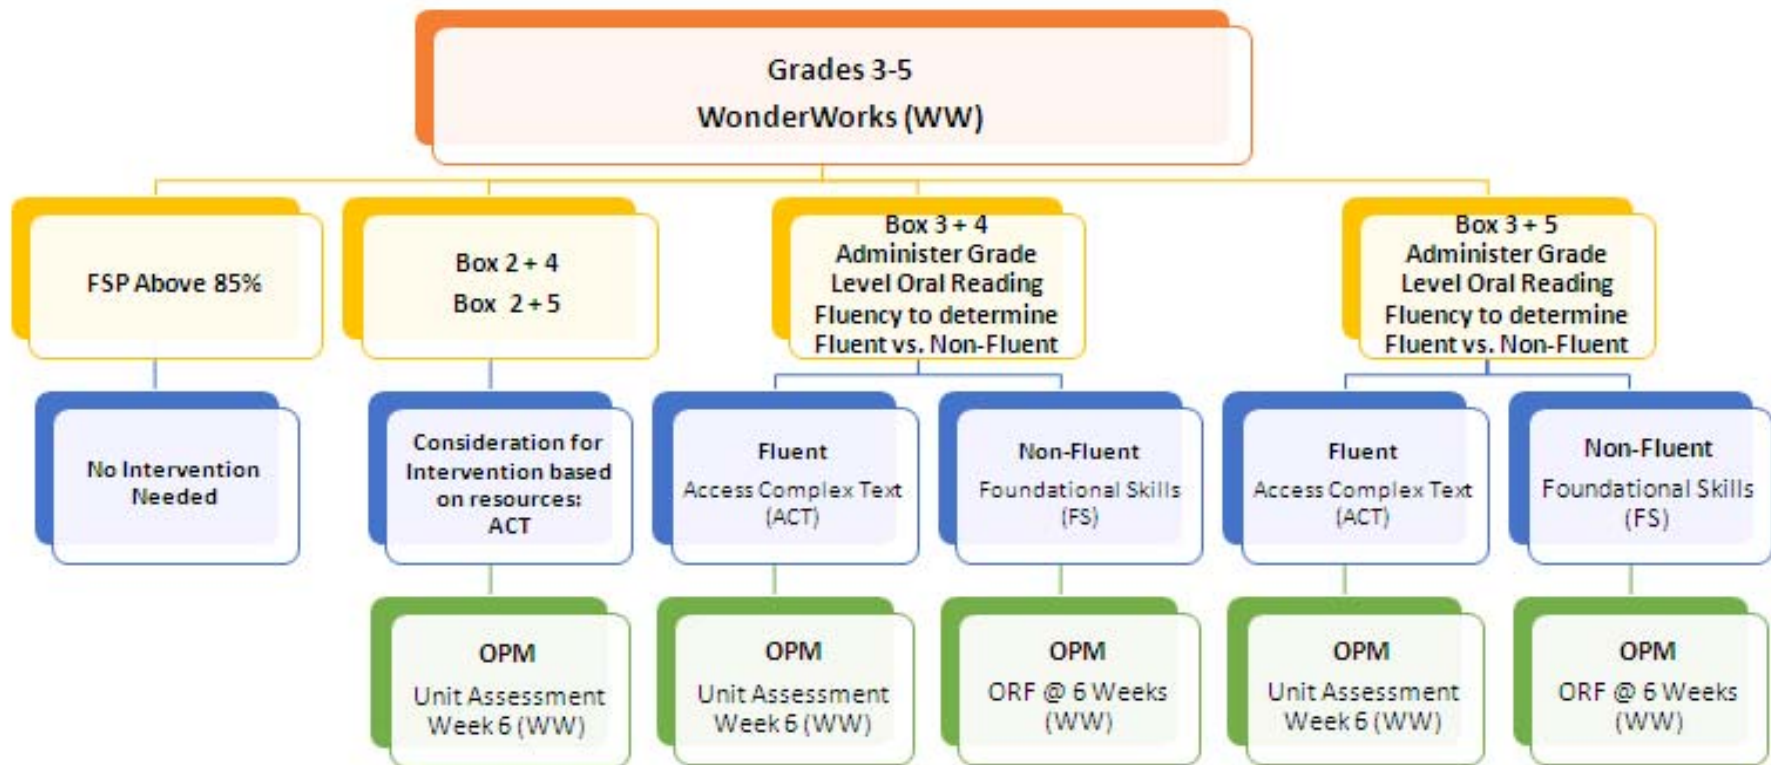 Grades 3-5
WonderWorks (WW)
FSP Above 85%
Box 2 + 4
Box 2 + 5
Box 3 + 4
Administer Grade
Level Oral Reading
Fluency to determine
Fluent vs. Non-Fluent
Box 3 + 5
Administer Grade
Level Oral Reading
Fluency to determine
Fluent vs. Non-Fluent
No Intervention
Needed
Consideration for
Intervention based
on resources:
ACT
Fluent
Access Complex Text
(ACT)
Non-Fluent
Foundational Skills
(FS)
Fluent
Access Complex Text
(ACT)
Non-Fluent
Foundational Skills
(FS)
OPM
Unit Assessment
Week 6 (WW)
OPM
Unit Assessment
Week 6 (WW)
OPM
ORF @ 6 Weeks
(WW)
OPM
Unit Assessment
Week 6 (WW)
OPM
ORF @ 6 Weeks
(WW)